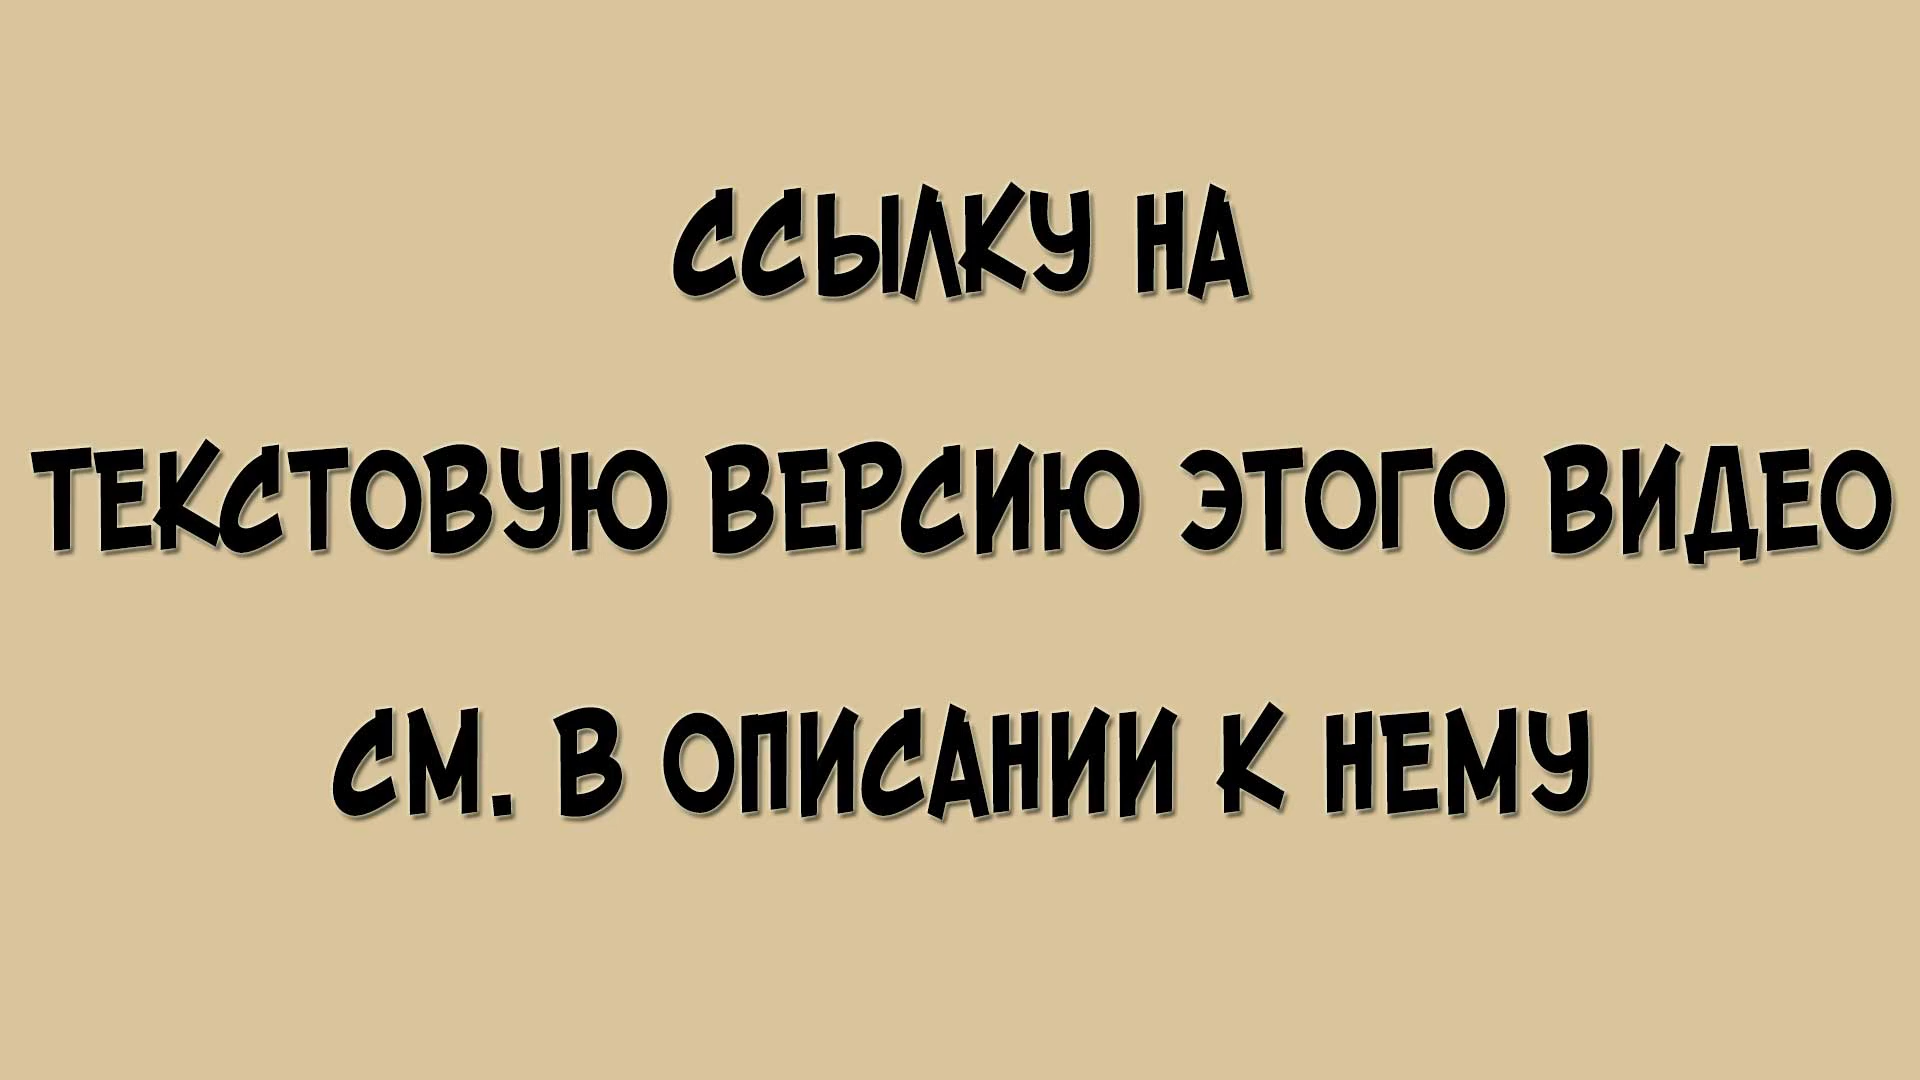 ССЫЛКУ НА
ТЕКСТОВУЮ ВЕРСИЮ ЭТОГО ВИДЕО
СМ. В ОПИСАНИИ К НЕМУ